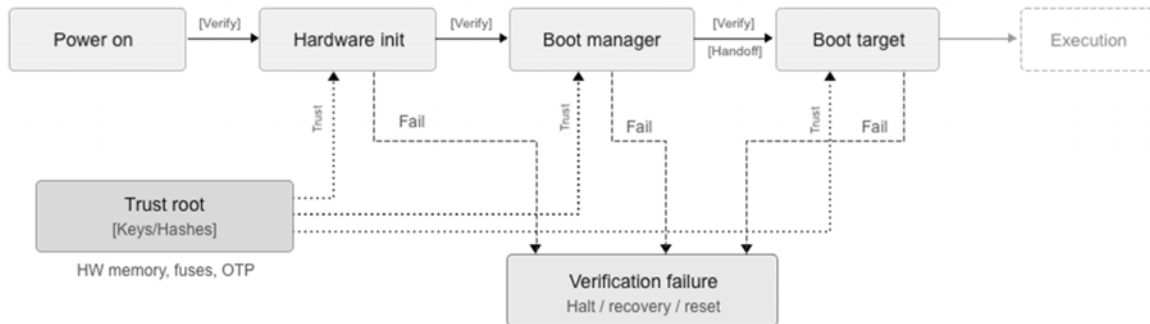 [Verify]
[Verify]
[Verify]
Power on
Hardware init
Boot manager
Boot target
Execution
[Handoff]
Trust
Fail
Trust
Fail
Trust
Fail
Trust root
[Keys/Hashes]
HW memory, fuses, OTP
Verification failure
Halt / recovery / reset